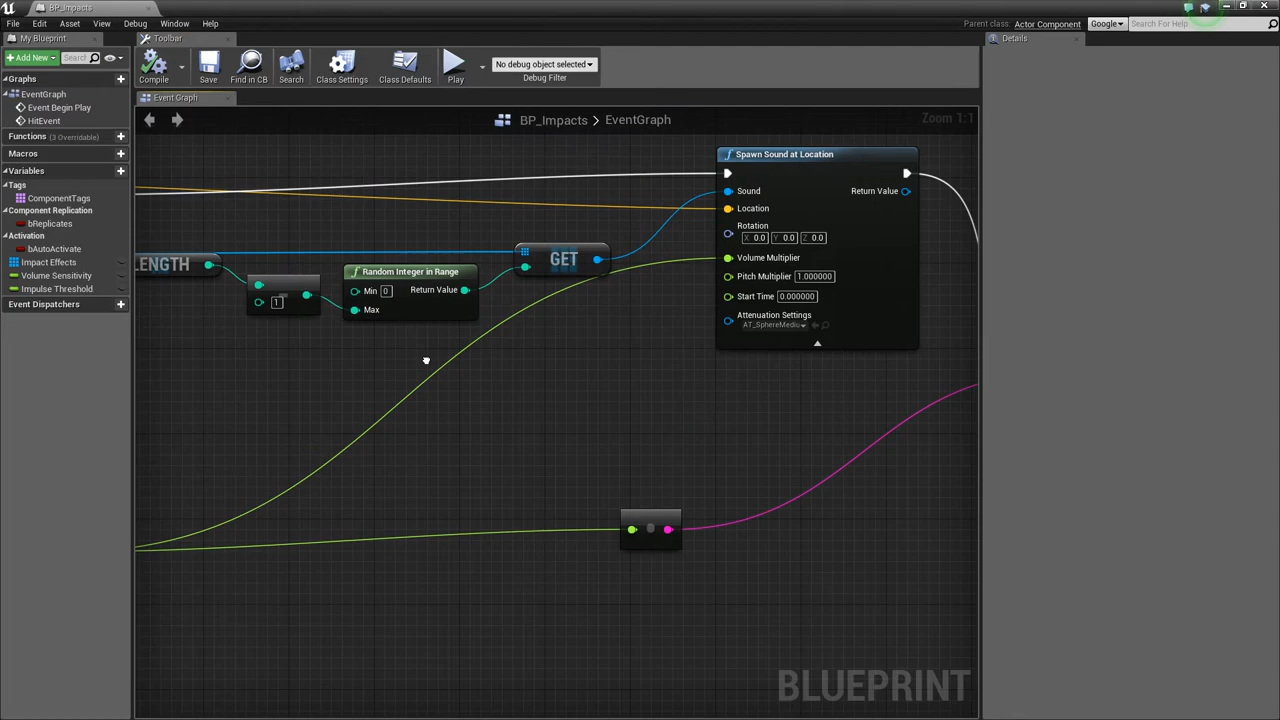 BP_Impacts
File Edit Asset View Debug Window Help
Parent class: Actor Component Google Search For Help
My Blueprint Toolbar Details
Add New Search
Compile Save Find in CB Search Class Settings Class Defaults Play
No debug object selected
Debug Filter
Graphs
EventGraph
Event Begin Play
HitEvent
Functions (3 Overridable)
Macros
Variables
Tags
ComponentTags
Component Replication
bReplicates
Activation
bAutoActivate
Impact Effects
Volume Sensitivity
Impulse Threshold
Event Dispatchers
Event Graph
BP_Impacts > EventGraph
Zoom 1:1
Spawn Sound at Location
Sound Return Value
Location
Rotation
X 0.0 Y 0.0 Z 0.0
Volume Multiplier
Pitch Multiplier 1.000000
Start Time 0.000000
Attenuation Settings
AT_SphereMediu
LENGTH
1
Random Integer in Range
Min 0 Return Value
Max
GET
BLUEPRINT